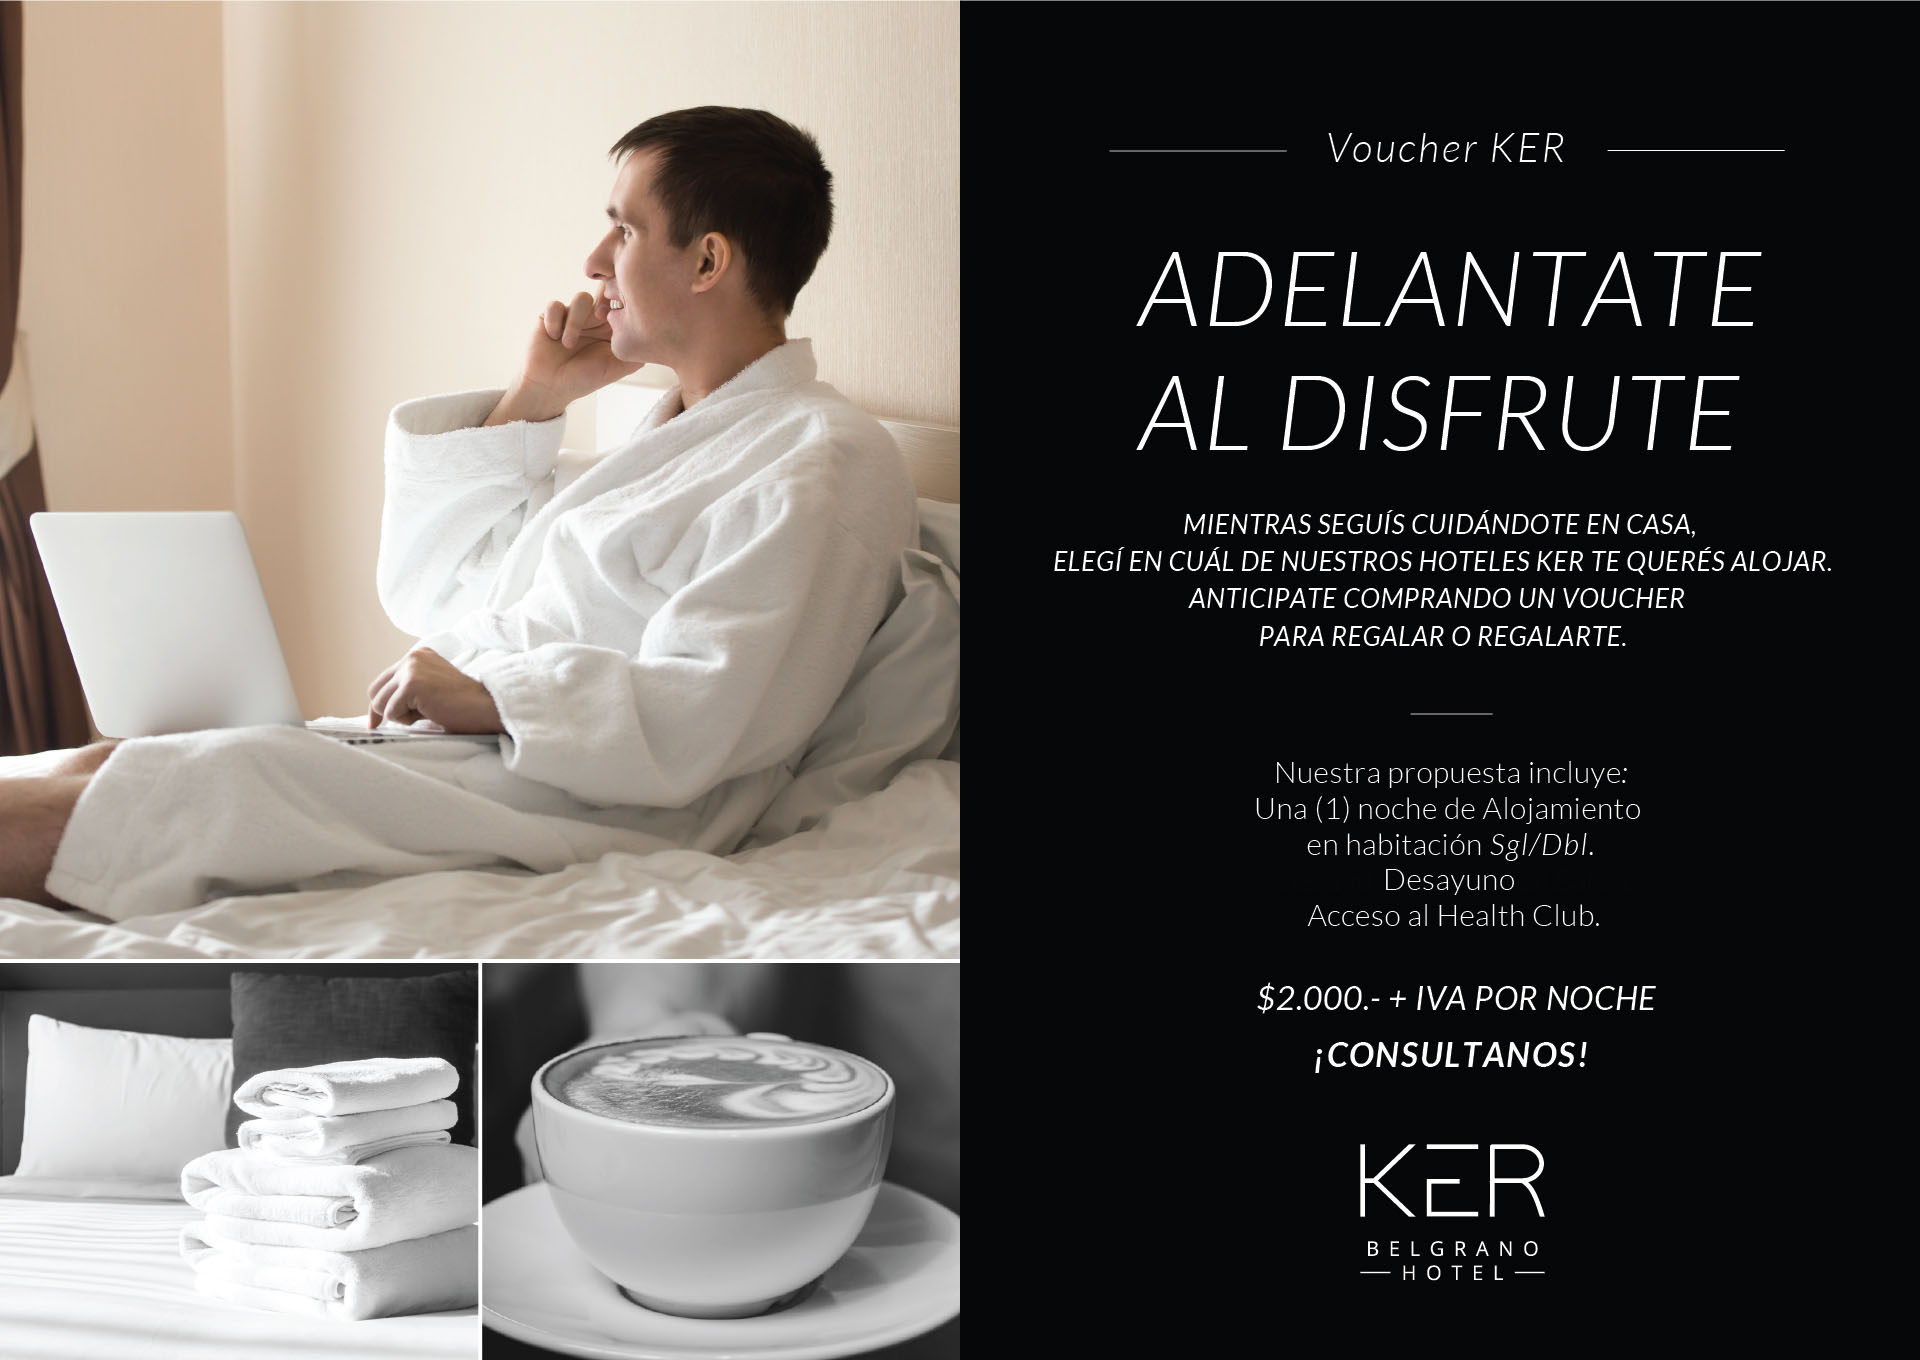 Voucher KER
ADELANTATE
AL DISFRUTE
MIENTRAS SEGUÍS CUIDÁNDOTE EN CASA,
ELEGÍ EN CUÁL DE NUESTROS HOTELES KER TE QUERÉS ALOJAR.
ANTICIPATE COMPRANDO UN VOUCHER
PARA REGALAR O REGALARTE.
Nuestra propuesta incluye:
Una (1) noche de Alojamiento
en habitación Sgl/Dbl.
Desayuno
Acceso al Health Club.
$2.000.- + IVA POR NOCHE
¡CONSULTANOS!
KER
BELGRANO
HOTEL